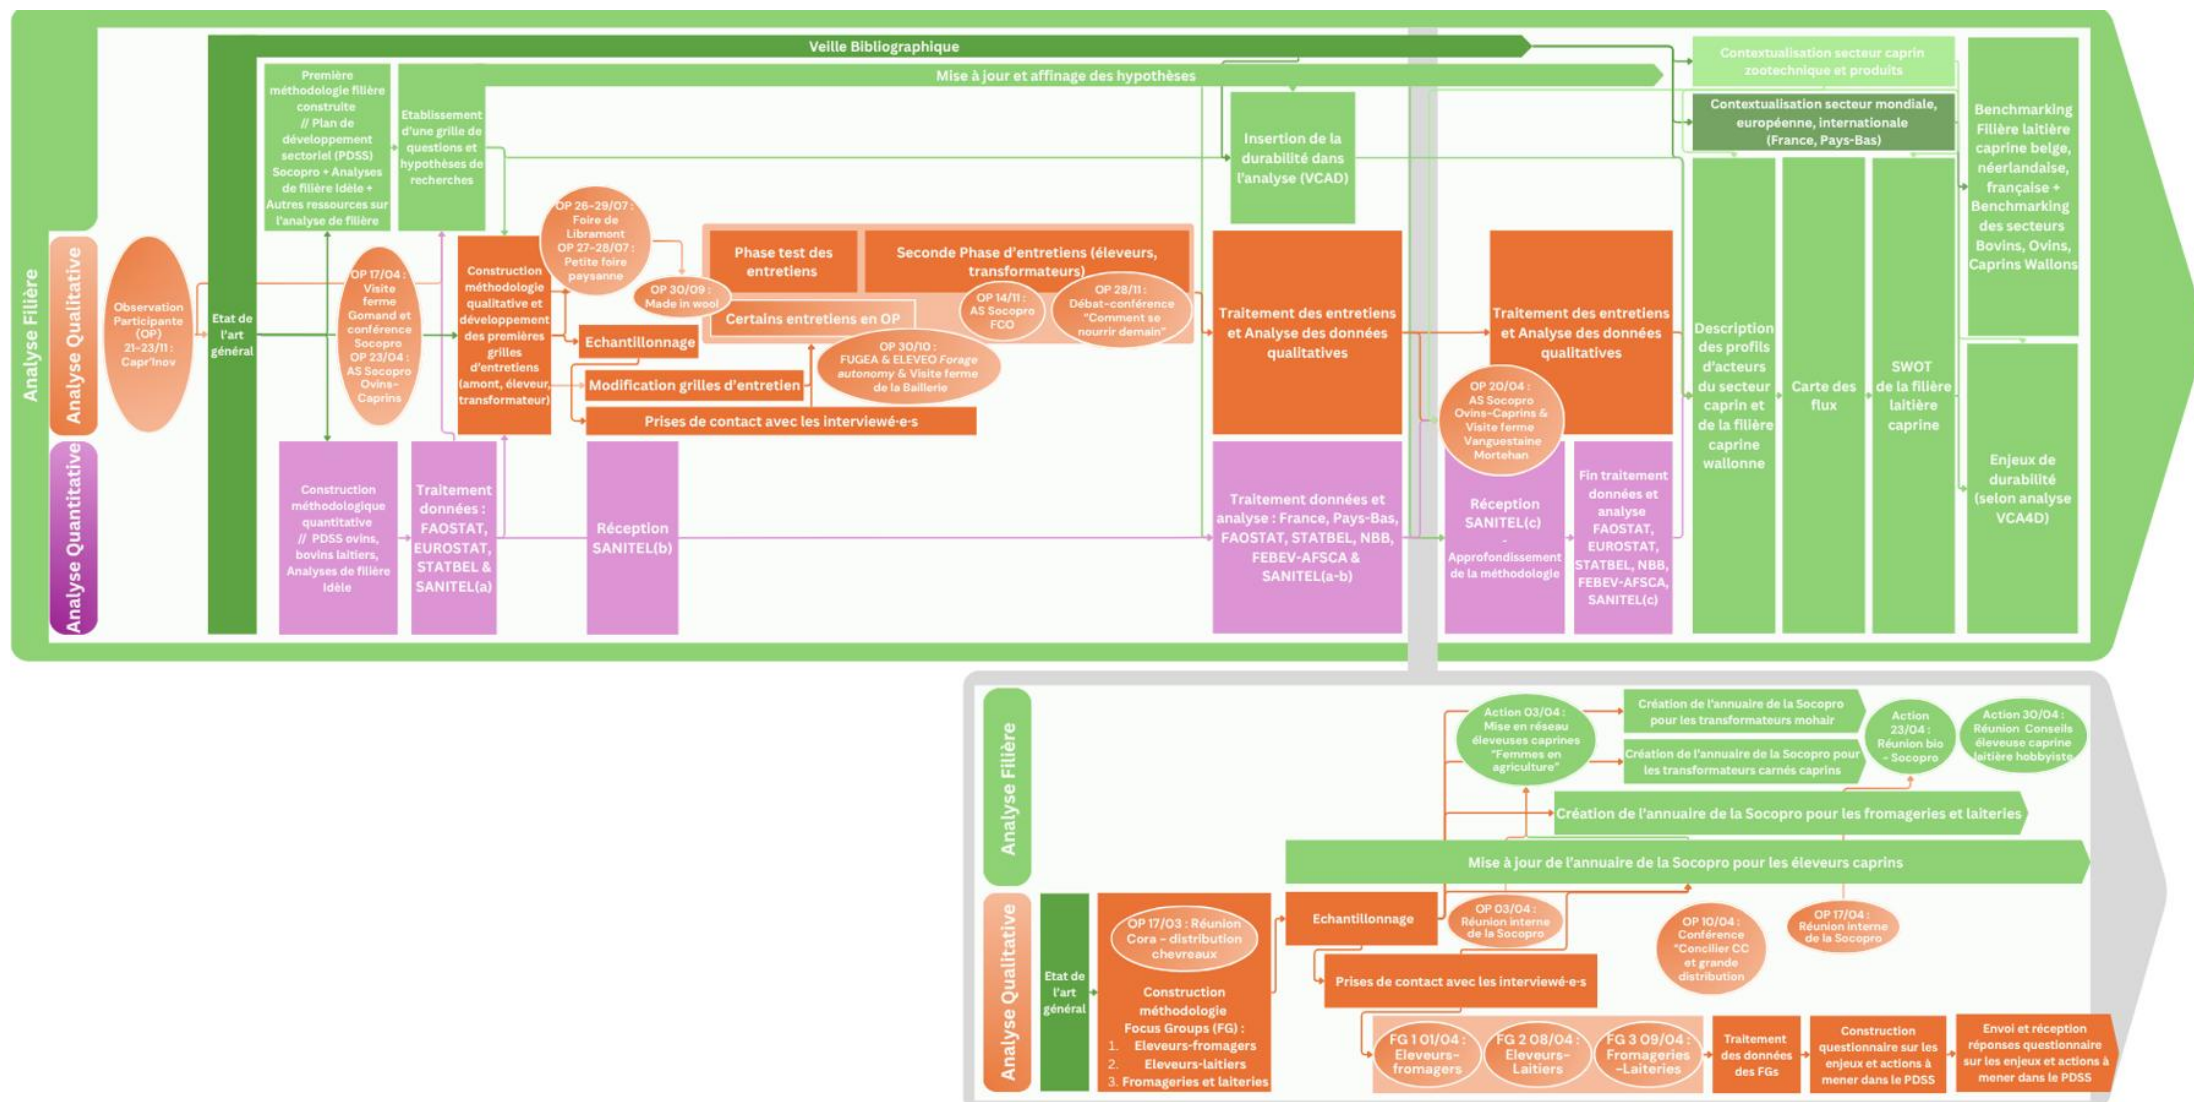 Analyse Filière
Analyse Qualitative
Analyse Quantitative
Veille Bibliographique
Mise à jour et affinage des hypothèses
Observation
Participante
(OP)
21-23/11 :
Capr'Inov
Etat de
l'art
général
Première
méthodologie filière
construite
// Plan de
développement
sectoriel (PDSS)
Socopro + Analyses
de filière Idèle +
Autres ressources sur
l'analyse de filière
Etablissement
d'une grille de
questions et
hypothèses de
recherches
OP 17/04 :
Visite
ferme
Gomand et
conférence
Socopro
OP 23/04 :
AS Socopro
Ovins-
Caprins
Construction
méthodologie
qualitative et
développement
des premières
grilles
d'entretiens
(amont, éleveur,
transformateur)
OP 26-29/07 :
Foire de
Libramont
OP 27-28/07 :
Petite foire
paysanne
OP 30/09 :
Made in wool
Echantillonnage
Modification grilles d'entretien
Prises de contact avec les interviewé·e·s
Phase test des
entretiens
Seconde Phase d'entretiens (éleveurs,
transformateurs)
Certains entretiens en OP
OP 14/11 :
AS Socopro
FCO
OP 28/11 :
Débat-conférence
"Comment se
nourrir demain"
OP 30/10 :
FUGEA & ELEVEO Forage
autonomy & Visite ferme
de la Baillerie
Construction
méthodologique
quantitative
// PDSS ovins,
bovins laitiers,
Analyses de filière
Idèle
Traitement
données :
FAOSTAT,
EUROSTAT,
STATBEL &
SANITEL(a)
Réception
SANITEL(b)
Insertion de la
durabilité dans
l'analyse (VCAD)
Traitement des entretiens
et Analyse des données
qualitatives
Traitement données et
analyse : France, Pays-Bas,
FAOSTAT, STATBEL, NBB,
FEBEV-AFSCA &
SANITEL(a-b)
Traitement des entretiens
et Analyse des données
qualitatives
OP 20/04 :
AS Socopro
Ovins-Caprins &
Visite ferme
Vanguestaine
Mortehan
Réception
SANITEL(c)
-
Approfondissement
de la méthodologie
Fin traitement
données et
analyse
FAOSTAT,
EUROSTAT,
STATBEL, NBB,
FEBEV-AFSCA,
SANITEL(c)
Contextualisation secteur caprin
zootechnique et produits
Contextualisation secteur mondiale,
européenne, internationale
(France, Pays-Bas)
Description
des profils
d'acteurs
du secteur
caprin et
de la filière
caprine
wallonne
Carte des
flux
SWOT
de la filière
laitière
caprine
Benchmarking
Filière laitière
caprine belge,
néerlandaise,
française +
Benchmarking
des secteurs
Bovins, Ovins,
Caprins Wallons
Enjeux de
durabilité
(selon analyse
VCA4D)
Analyse Filière
Analyse Qualitative
Action 03/04 :
Mise en réseau
éleveuses caprines
"Femmes en
agriculture"
Création de l'annuaire de la Socopro
pour les transformateurs mohair
Création de l'annuaire de la Socopro pour
les transformateurs carnés caprins
Action
23/04 :
Réunion bio
- Socopro
Action 30/04 :
Réunion Conseils
éleveuse caprine
laitière hobbyiste
Création de l'annuaire de la Socopro pour les fromageries et laiteries
Mise à jour de l'annuaire de la Socopro pour les éleveurs caprins
Etat de
l'art
général
OP 17/03 : Réunion
Cora - distribution
chevreaux
Construction
méthodologie
Focus Groups (FG) :
1. Eleveurs-fromagers
2. Eleveurs-laitiers
3. Fromageries et laiteries
Echantillonnage
OP 03/04 :
Réunion interne
de la Socopro
OP 10/04 :
Conférence
"Concilier CC
et grande
distribution
OP 17/04 :
Réunion interne
de la Socopro
Prises de contact avec les interviewé·e·s
FG 1 01/04 :
Eleveurs-
fromagers
FG 2 08/04 :
Eleveurs-
Laitiers
FG 3 09/04 :
Fromageries
-Laiteries
Traitement
des données
des FGs
Construction
questionnaire sur les
enjeux et actions à
mener dans le PDSS
Envoi et réception
réponses questionnaire
sur les enjeux et actions à
mener dans le PDSS